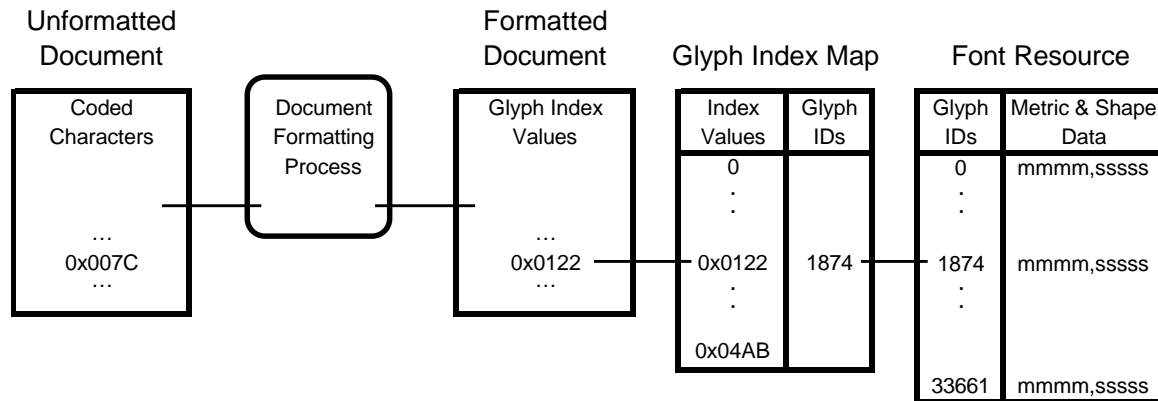 Unformatted
Document
Formatted
Document
Glyph Index Map
Font Resource
Coded
Characters
…
0x007C
…
Document
Formatting
Process
Glyph Index
Values
…
0x0122
…
Index
Values
Glyph
IDs
0
.
.
0x0122
1874
.
.
0x04AB
Glyph
IDs
Metric & Shape
Data
0
mmmm,sssss
.
.
1874
mmmm,sssss
.
.
33661
mmmm,sssss